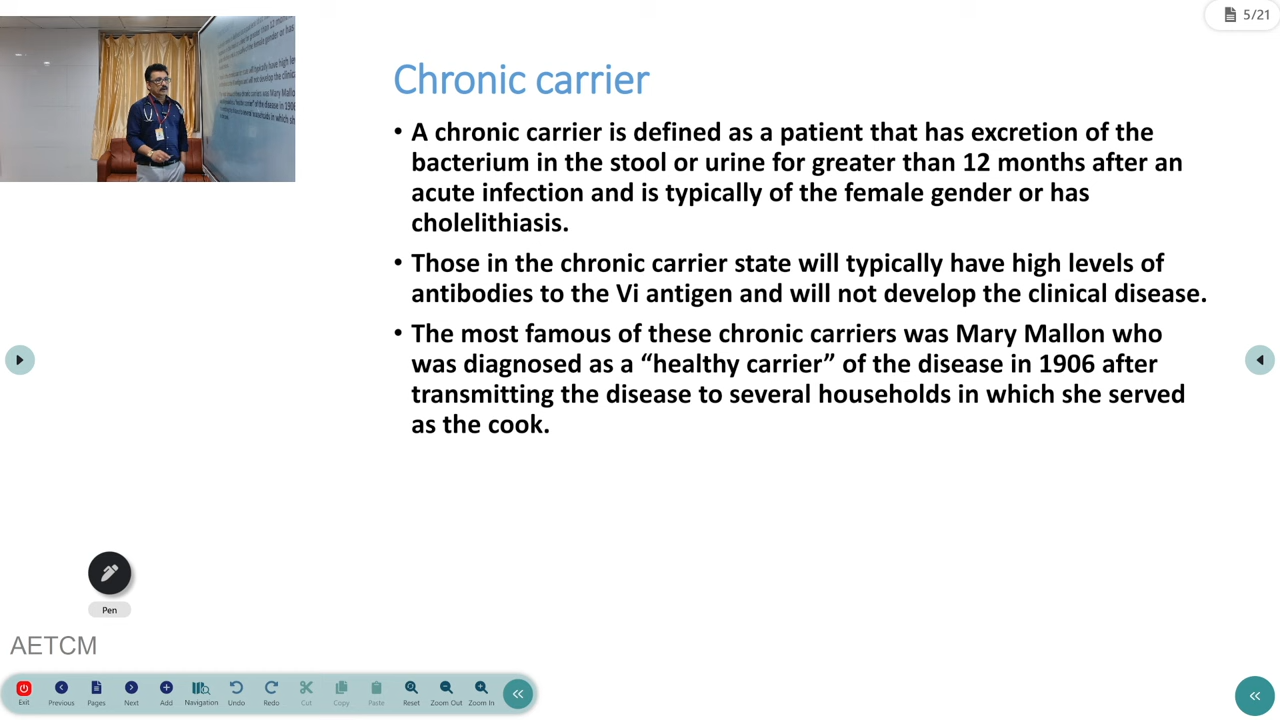 5/21
Chronic carrier
• A chronic carrier is defined as a patient that has excretion of the
bacterium in the stool or urine for greater than 12 months after an
acute infection and is typically of the female gender or has
cholelithiasis.
• Those in the chronic carrier state will typically have high levels of
antibodies to the Vi antigen and will not develop the clinical disease.
• The most famous of these chronic carriers was Mary Mallon who
was diagnosed as a “healthy carrier” of the disease in 1906 after
transmitting the disease to several households in which she served
as the cook.
Pen
AETCM
Exit Previous Pages Next Add Navigation Undo Redo Cut Copy Paste Reset Zoom Out Zoom In